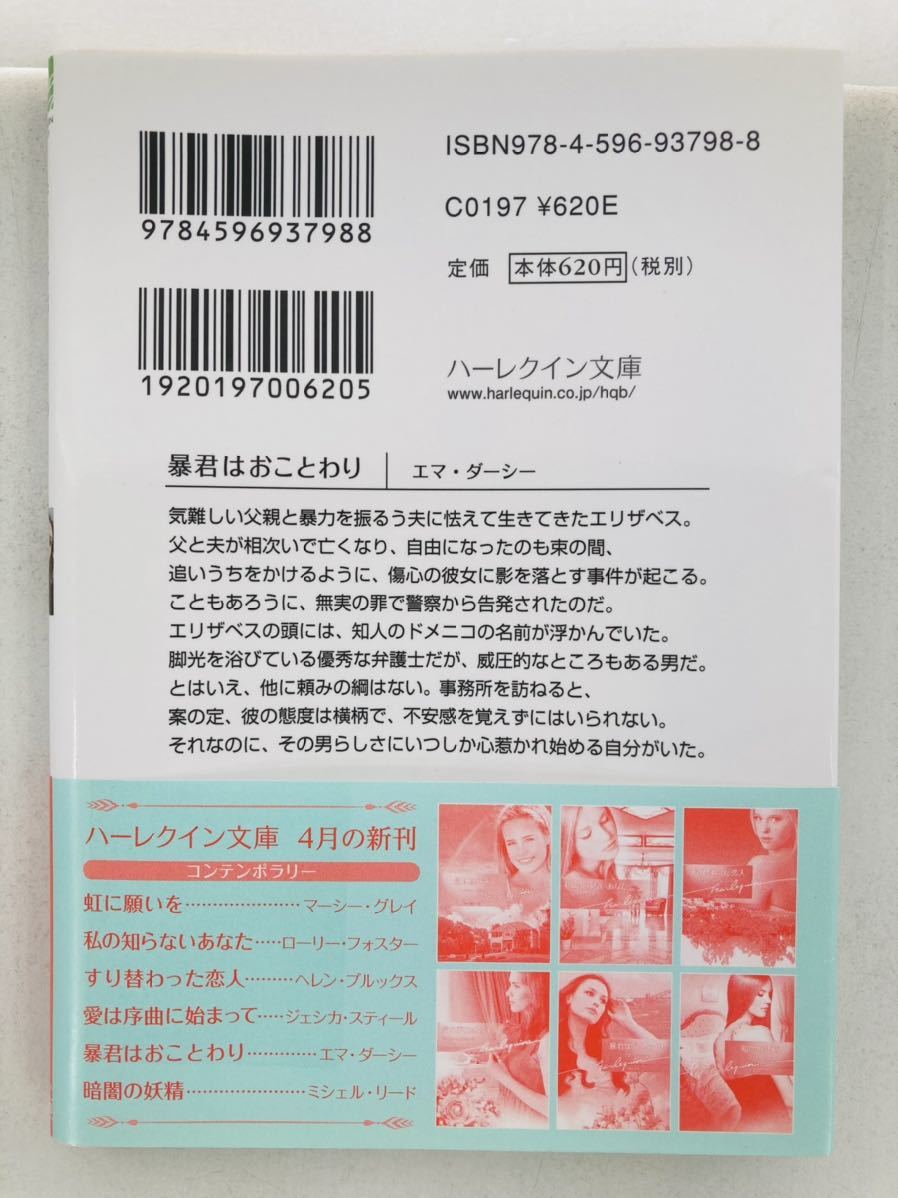 ISBN978-4-596-93798-8
C0197 ¥620E
定価 本体620円(税別)
9784596937988
1920197006205
ハーレクイン文庫
www.harlequin.co.jp/hqb/
暴君はおことわり エマ・ダーシー
気難しい父親と暴力を振るう夫に怯えて生きてきたエリザベス。
父と夫が相次いで亡くなり、自由になったのも束の間、
追いうちをかけるように、傷心の彼女に影を落とす事件が起こる。
こともあろうに、無実の罪で警察から告発されたのだ。
エリザベスの頭には、知人のドメニコの名前が浮かんでいた。
脚光を浴びている優秀な弁護士だが、威圧的なところもある男だ。
とはいえ、他に頼みの綱はない。事務所を訪ねると、
案の定、彼の態度は横柄で、不安感を覚えずにはいられない。
それなのに、その男らしさにいつしか心惹かれ始める自分がいた。
ハーレクイン文庫 4月の新刊
コンテンポラリー
虹に願いを…………………マーシー・グレイ
私の知らないあなた……ローリー・フォスター
すり替わった恋人………ヘレン・ブルックス
愛は序曲に始まって……ジェシカ・スティール
暴君はおことわり…………エマ・ダーシー
暗闇の妖精…………………ミシェル・リード